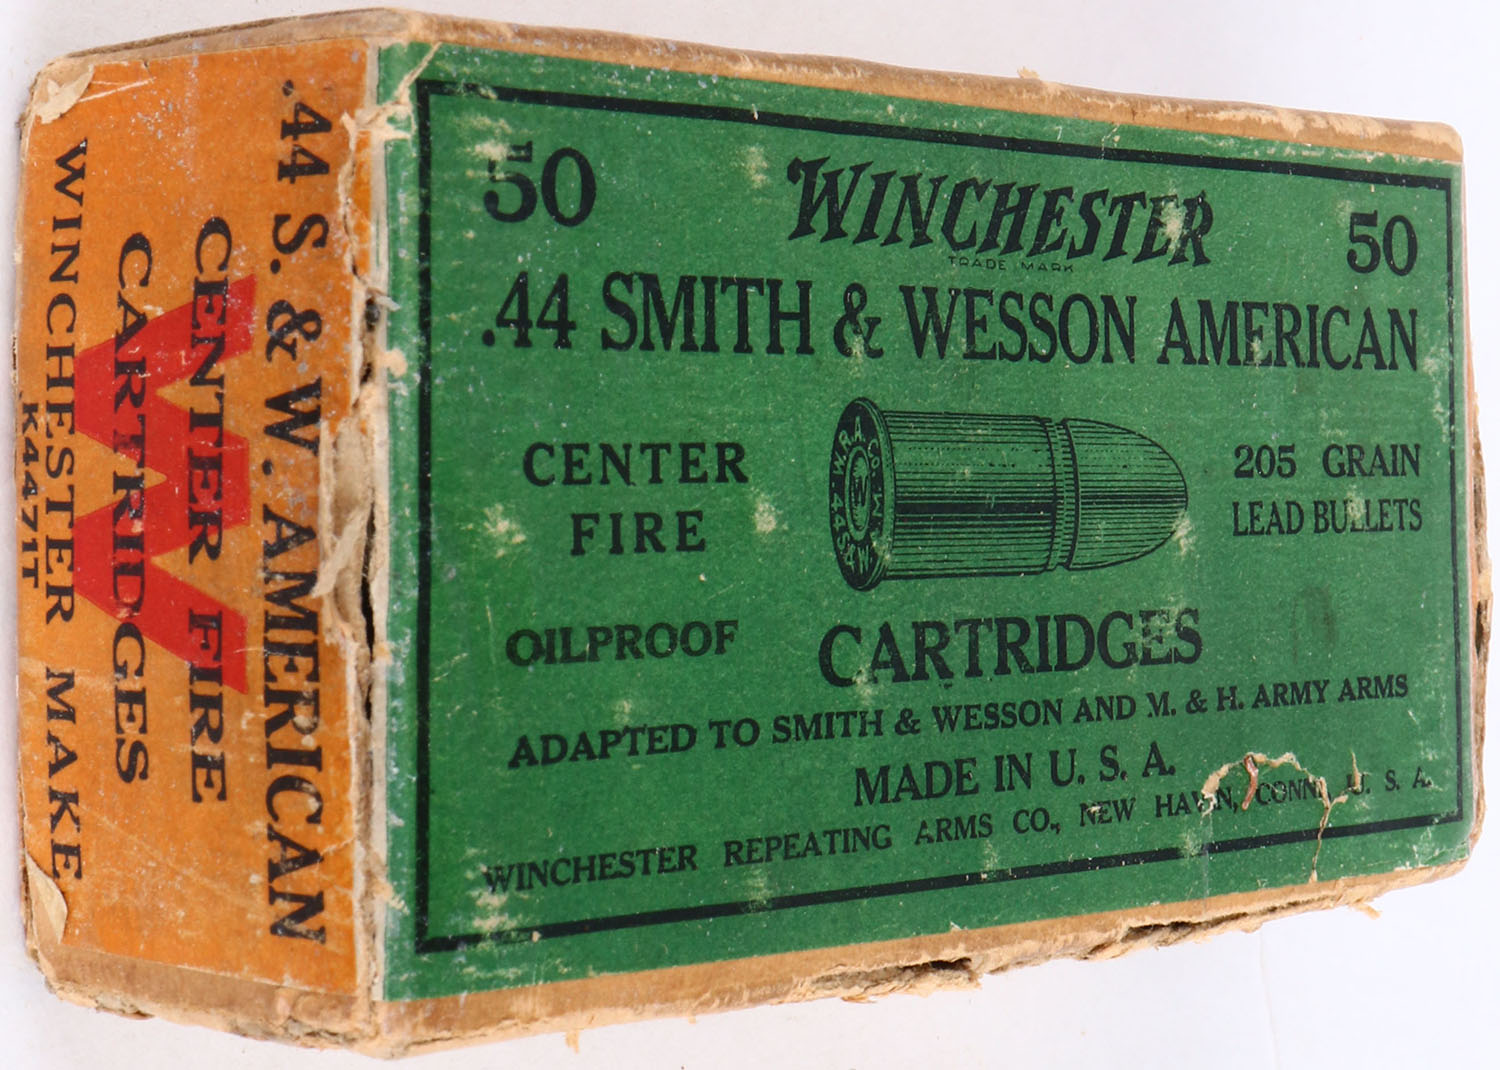 50 WINCHESTER 50
TRADE MARK
.44 SMITH & WESSON AMERICAN
CENTER
FIRE
W.R.A. CO.
W
.44 S&W.
205 GRAIN
LEAD BULLETS
OILPROOF
CARTRIDGES
ADAPTED TO SMITH & WESSON AND M. & H. ARMY ARMS
MADE IN U. S. A.
WINCHESTER REPEATING ARMS CO., NEW HAVEN, CONN., U. S. A.
.44 S. & W. AMERICAN
CENTER FIRE
CARTRIDGES
W
WINCHESTER MAKE
K4471T